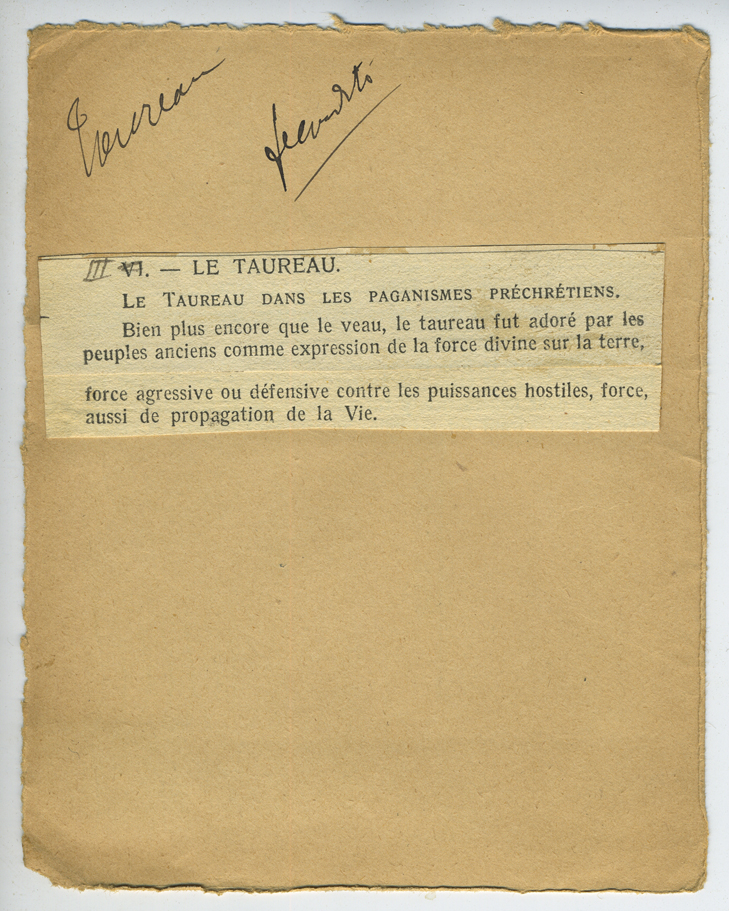 Taureau
fécondité
III VI. — LE TAUREAU.
LE TAUREAU DANS LES PAGANISMES PRÉCHRÉTIENS.
Bien plus encore que le veau, le taureau fut adoré par les
peuples anciens comme expression de la force divine sur la terre,
force agressive ou défensive contre les puissances hostiles, force,
aussi de propagation de la Vie.